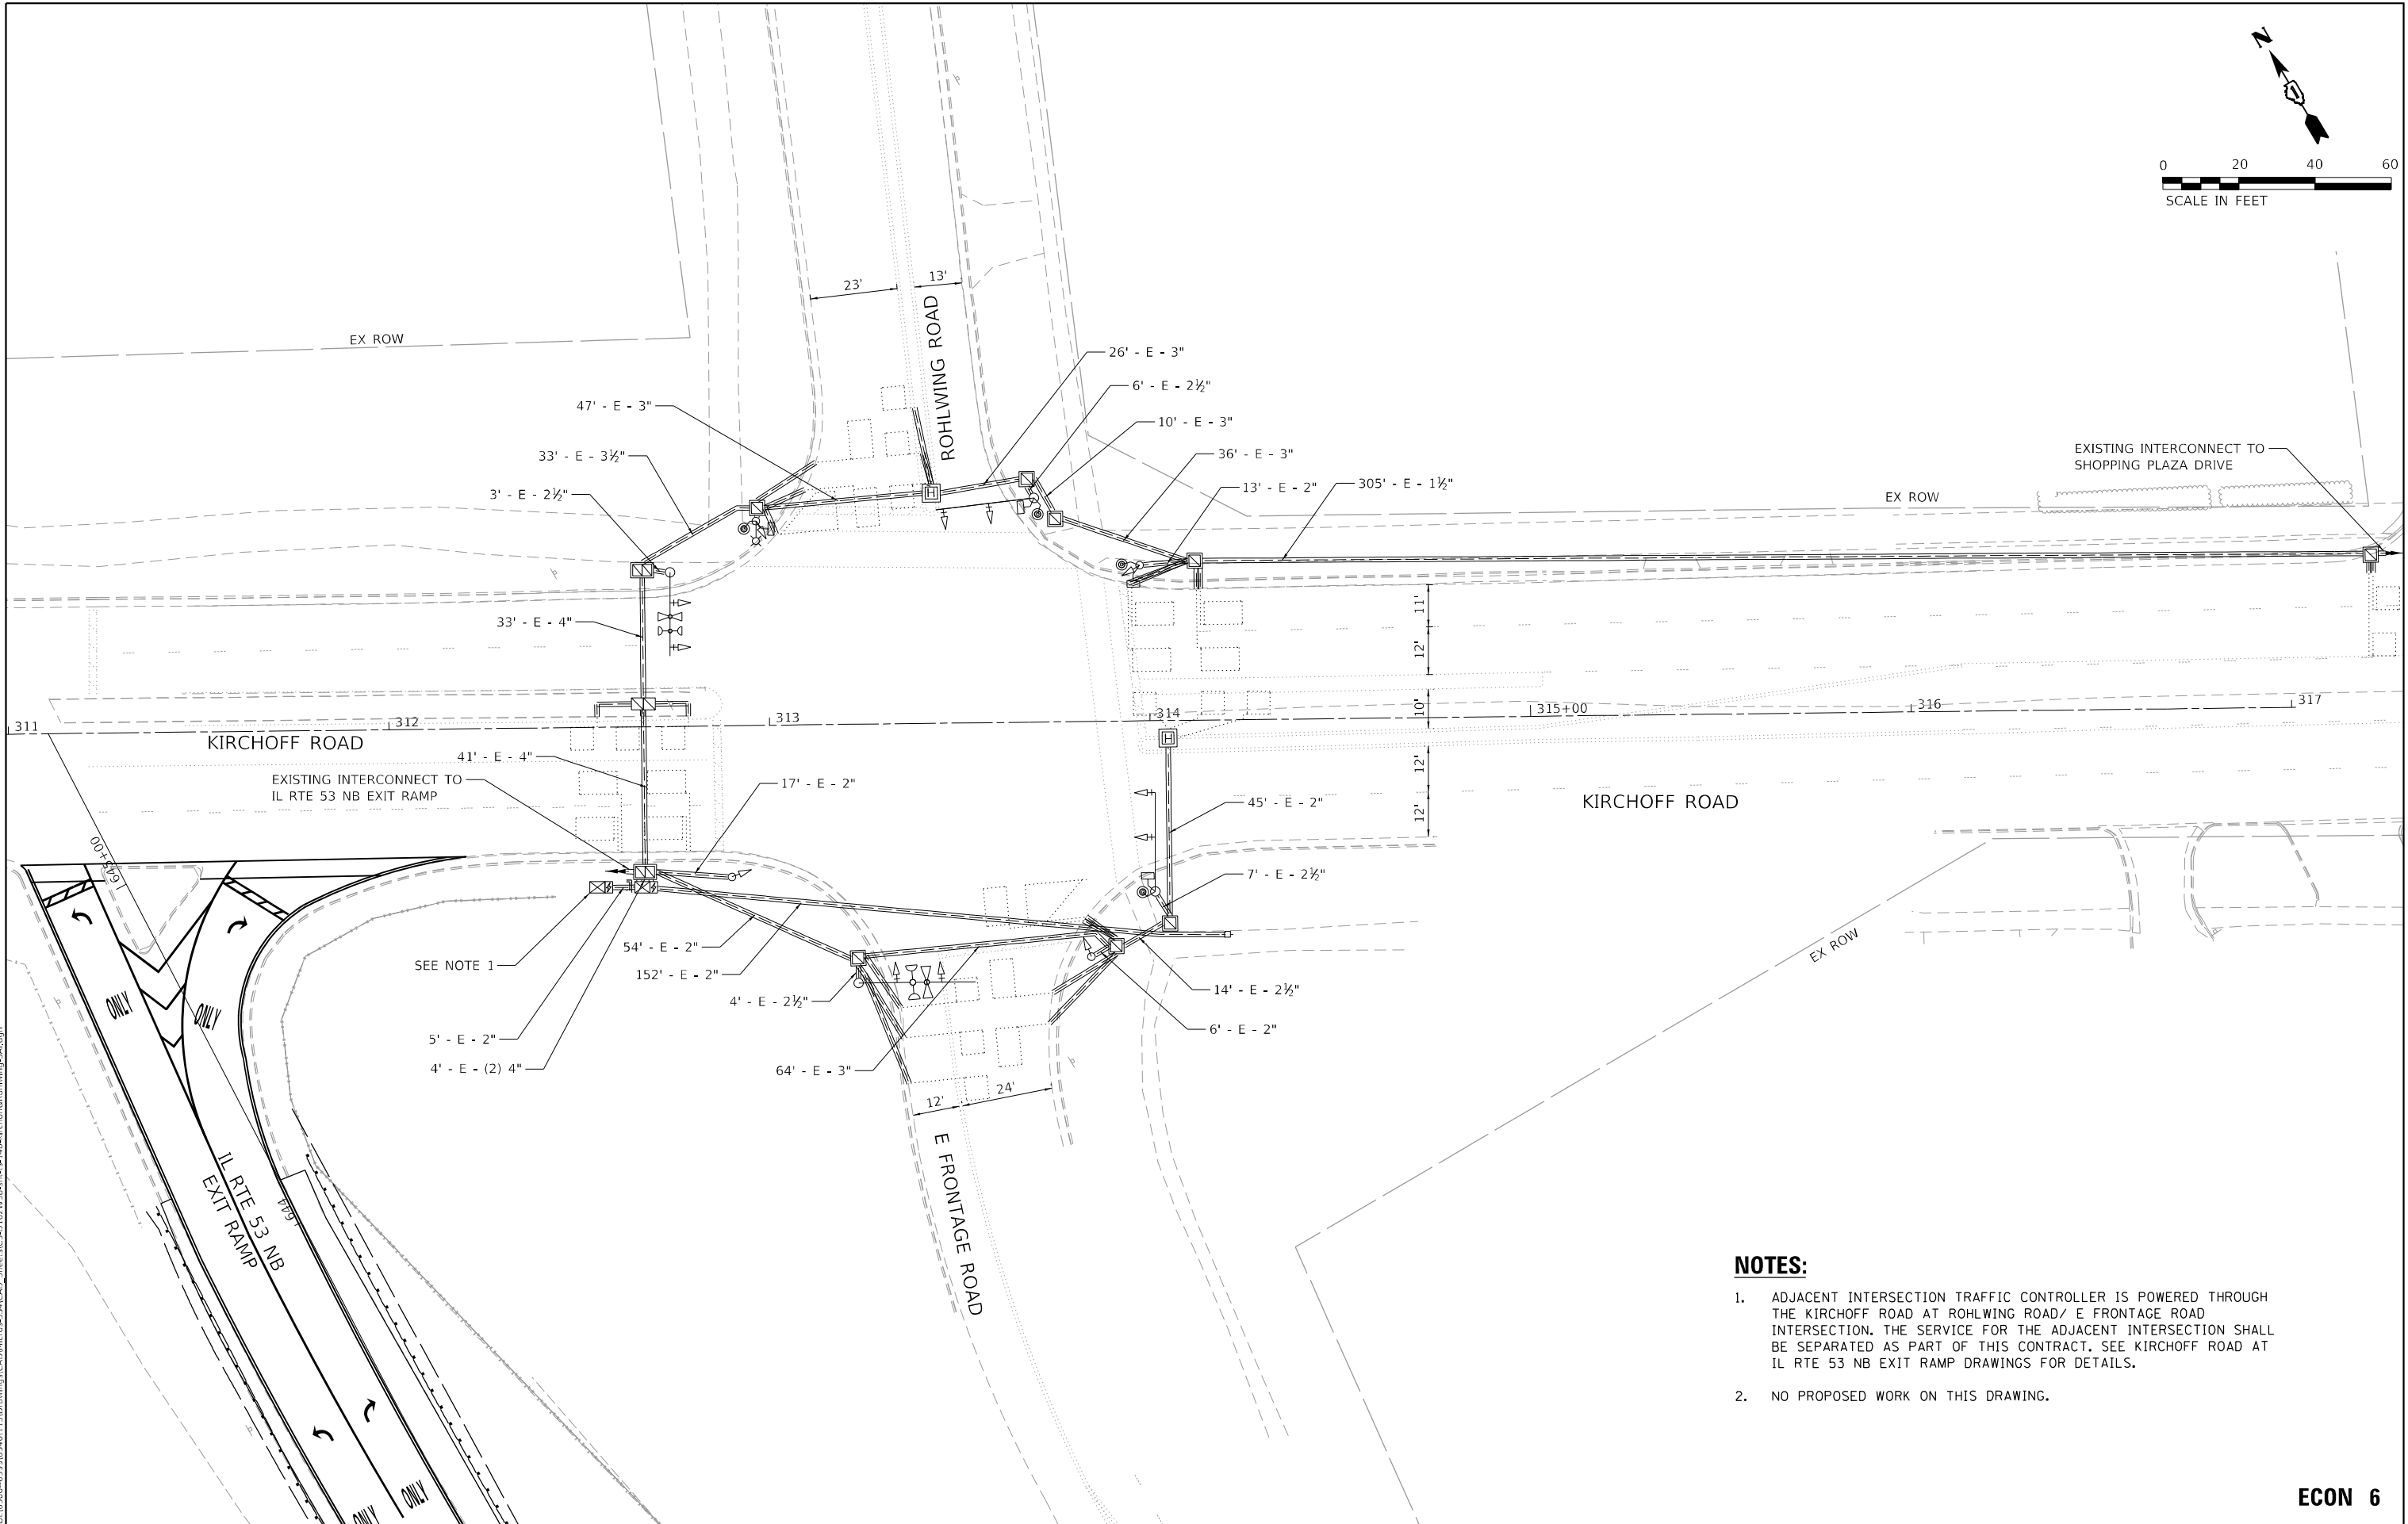 N
0 20 40 60
SCALE IN FEET
23'
13'
ROHLWING ROAD
EX ROW
26' - E - 3"
6' - E - 2½"
47' - E - 3"
10' - E - 3"
33' - E - 3½"
36' - E - 3"
EXISTING INTERCONNECT TO
SHOPPING PLAZA DRIVE
3' - E - 2½"
13' - E - 2"
305' - E - 1½"
EX ROW
H
33' - E - 4"
11'
12'
10'
12'
12'
311
312
313
314
315+00
316
317
KIRCHOFF ROAD
H
41' - E - 4"
EXISTING INTERCONNECT TO
IL RTE 53 NB EXIT RAMP
17' - E - 2"
45' - E - 2"
KIRCHOFF ROAD
645+00
7' - E - 2½"
54' - E - 2"
SEE NOTE 1
152' - E - 2"
4' - E - 2½"
EX ROW
14' - E - 2½"
6' - E - 2"
5' - E - 2"
4' - E - (2) 4"
64' - E - 3"
ONLY
ONLY
12'
24'
E FRONTAGE ROAD
IL RTE 53 NB
EXIT RAMP
644
ONLY
ONLY
NOTES:
1. ADJACENT INTERSECTION TRAFFIC CONTROLLER IS POWERED THROUGH
THE KIRCHOFF ROAD AT ROHLWING ROAD/ E FRONTAGE ROAD
INTERSECTION. THE SERVICE FOR THE ADJACENT INTERSECTION SHALL
BE SEPARATED AS PART OF THIS CONTRACT. SEE KIRCHOFF ROAD AT
IL RTE 53 NB EXIT RAMP DRAWINGS FOR DETAILS.
2. NO PROPOSED WORK ON THIS DRAWING.
ECON 6